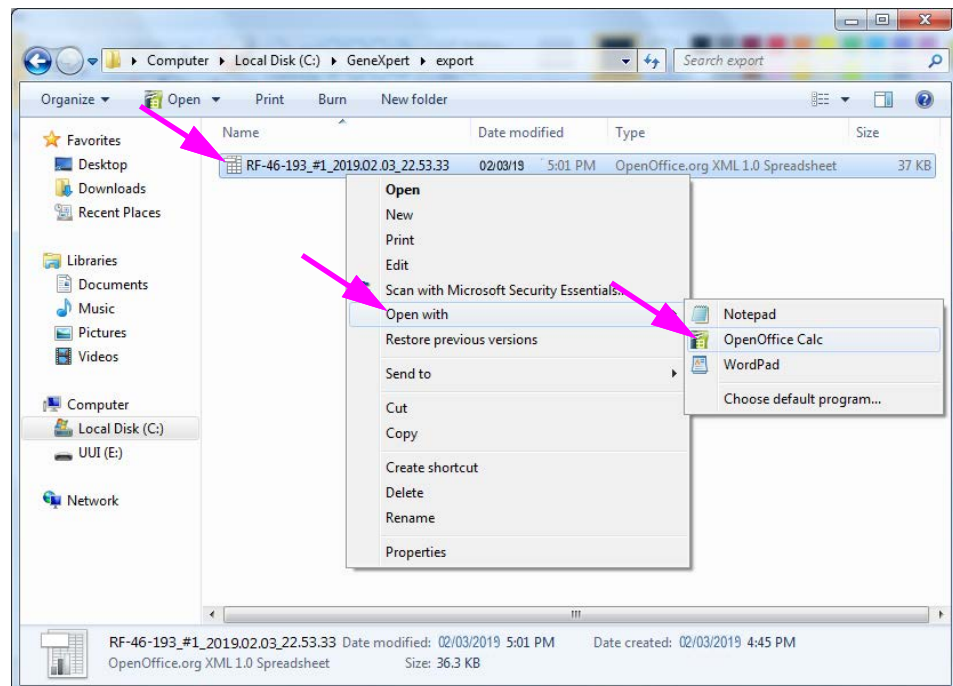 Computer ▸ Local Disk (C:) ▸ GeneXpert ▸ export
Search export
Organize ▾ Open ▾ Print Burn New folder
Name Date modified Type Size
RF-46-193_#1_2019.02.03_22.53.33 02/03/19 5:01 PM OpenOffice.org XML 1.0 Spreadsheet 37 KB
Favorites
Desktop
Downloads
Recent Places
Libraries
Documents
Music
Pictures
Videos
Computer
Local Disk (C:)
UUI (E:)
Network
Open
New
Print
Edit
Scan with Microsoft Security Essentials...
Open with
Restore previous versions
Send to
Cut
Copy
Create shortcut
Delete
Rename
Properties
Notepad
OpenOffice Calc
WordPad
Choose default program...
RF-46-193_#1_2019.02.03_22.53.33 Date modified: 02/03/2019 5:01 PM Date created: 02/03/2019 4:45 PM
OpenOffice.org XML 1.0 Spreadsheet Size: 36.3 KB